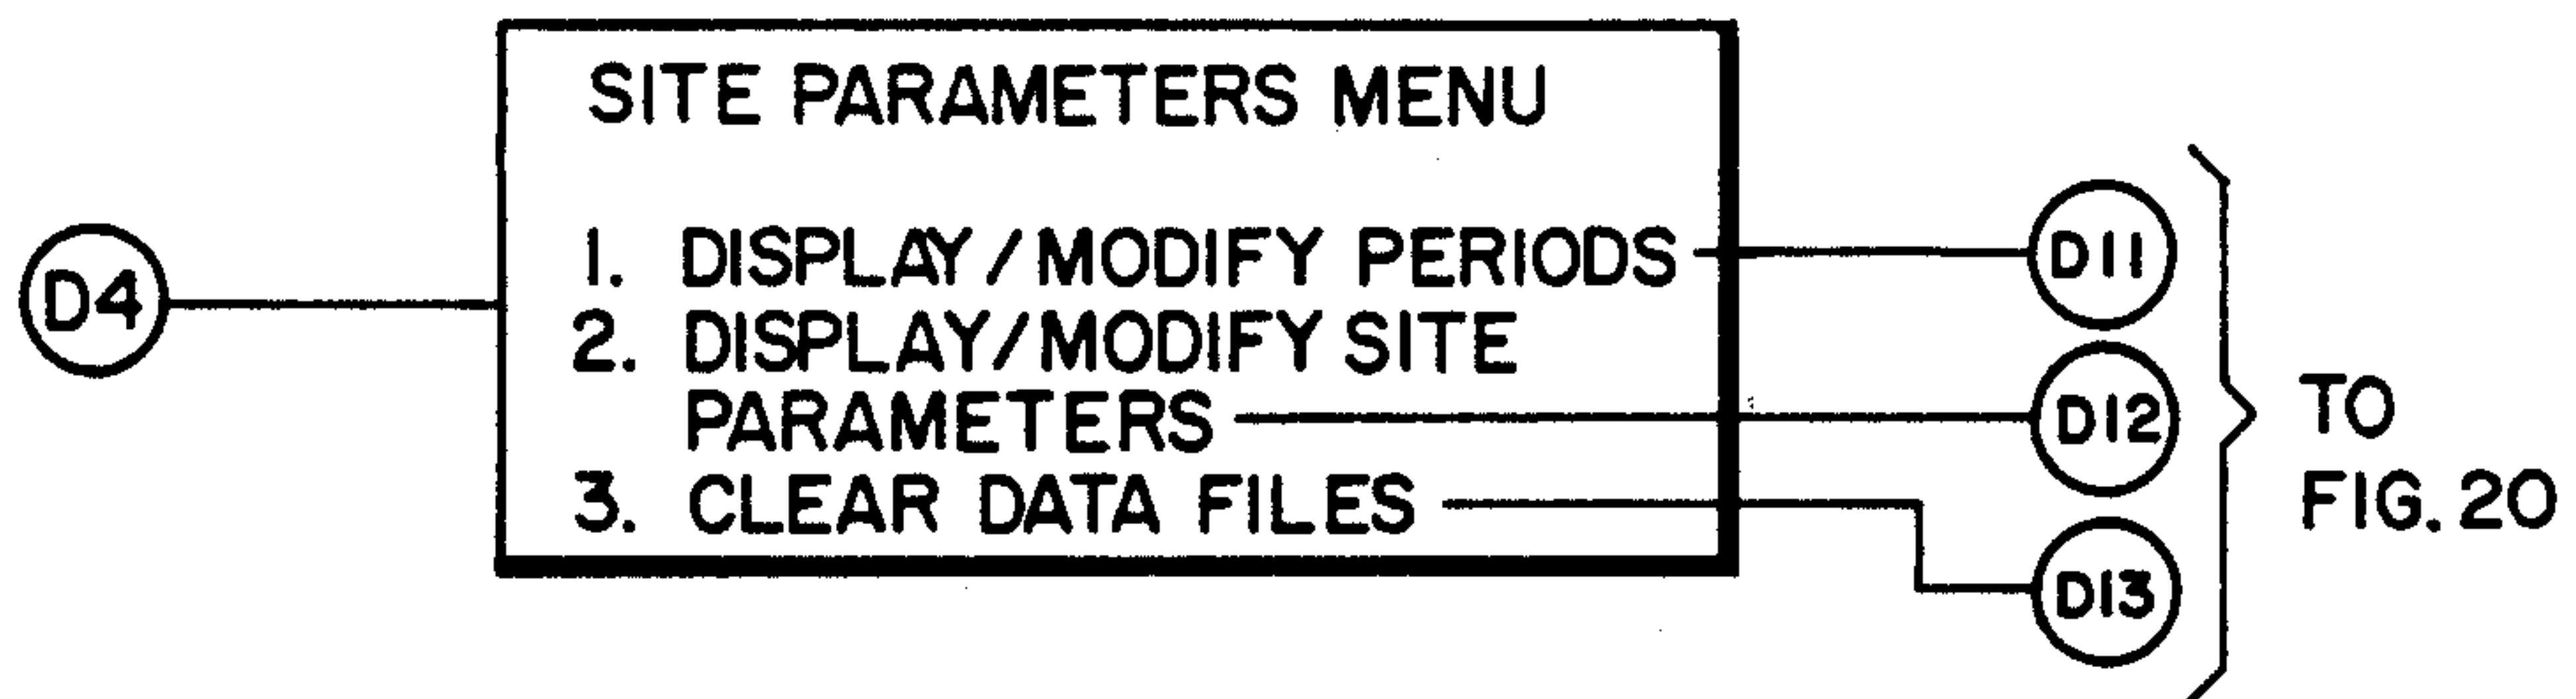 SITE PARAMETERS MENU
D4
1. DISPLAY/MODIFY PERIODS
2. DISPLAY/MODIFY SITE
PARAMETERS
3. CLEAR DATA FILES
D11
D12
D13
TO
FIG. 20